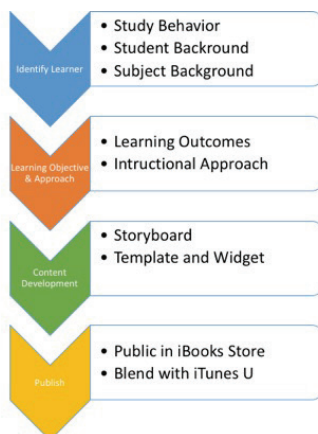 Identify Learner
• Study Behavior
• Student Backround
• Subject Background
Learning Objective
& Approach
• Learning Outcomes
• Intructional Approach
Content
Development
• Storyboard
• Template and Widget
Publish
• Public in iBooks Store
• Blend with iTunes U